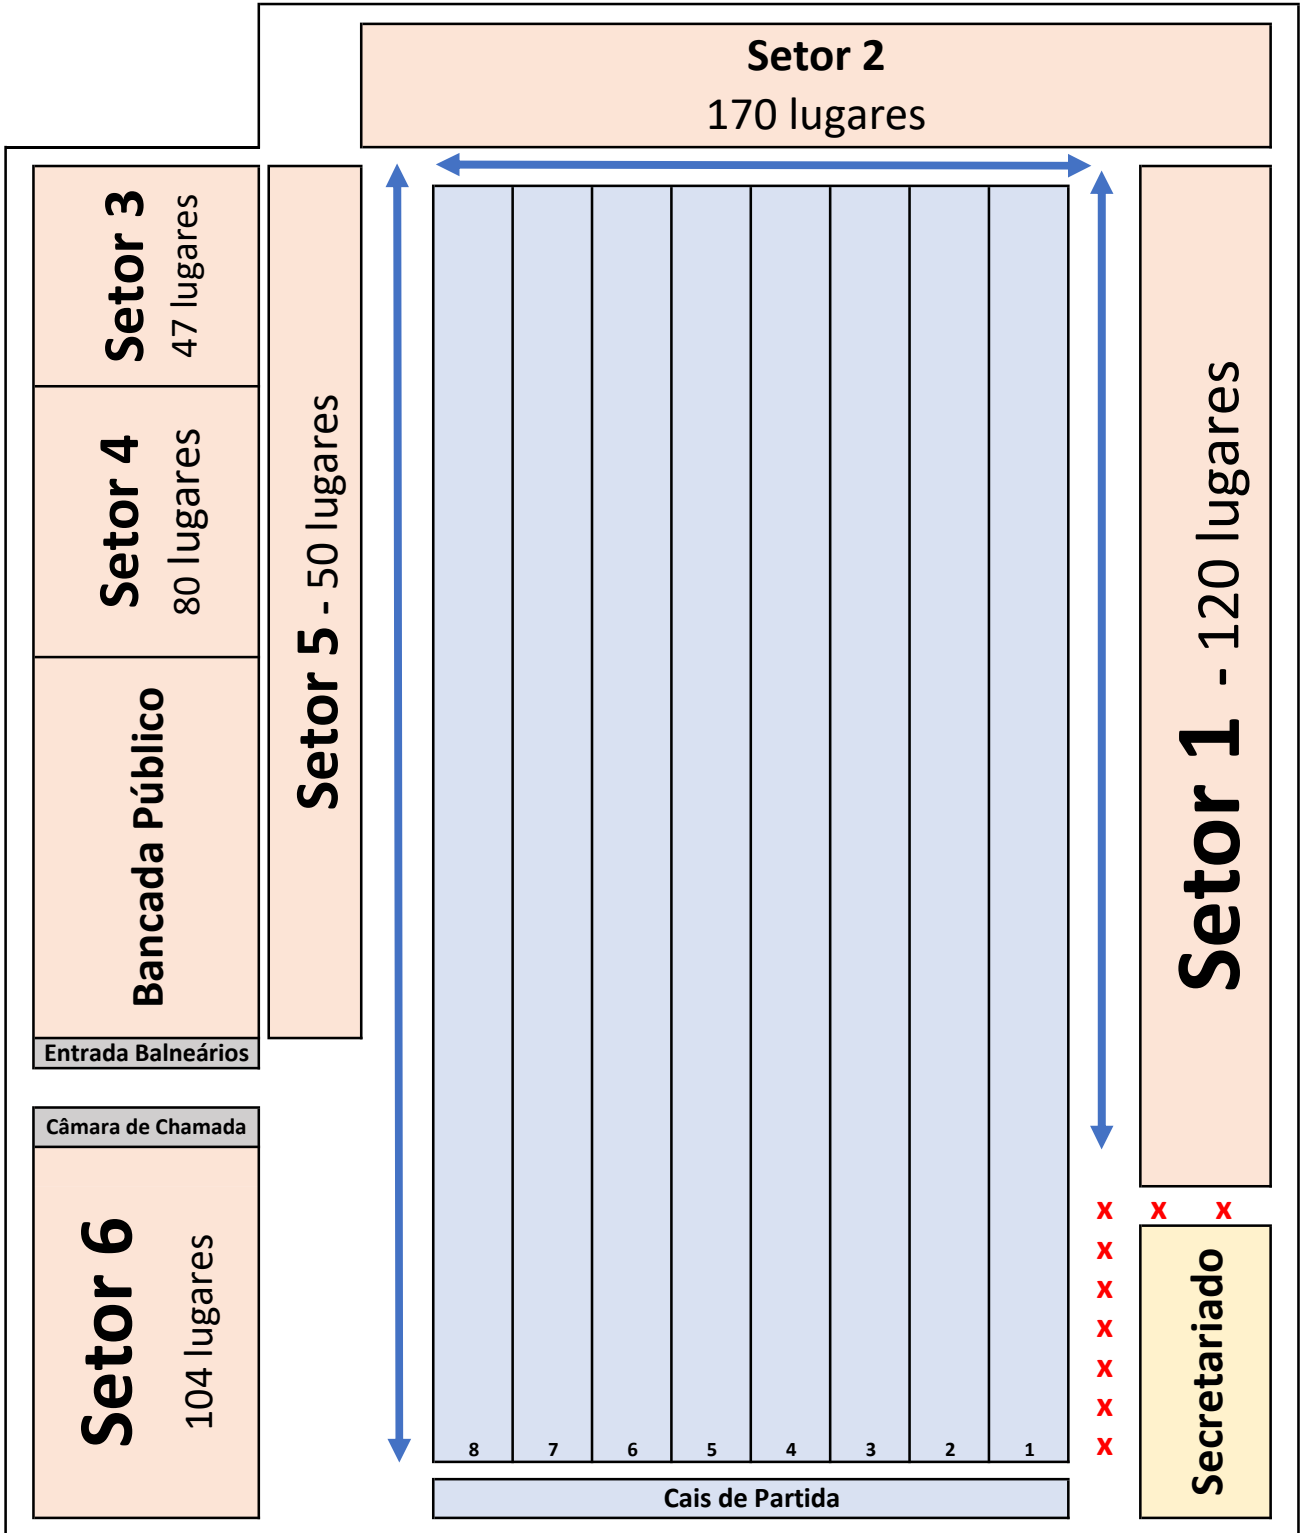 Setor 2
170 lugares
Setor 3
47 lugares
Setor 4
80 lugares
Bancada Público
Entrada Balneários
Câmara de Chamada
Setor 6
104 lugares
Setor 5 - 50 lugares
8 7 6 5 4 3 2 1
Cais de Partida
Setor 1 - 120 lugares
x x x
x
x
x
x
x
x
Secretariado